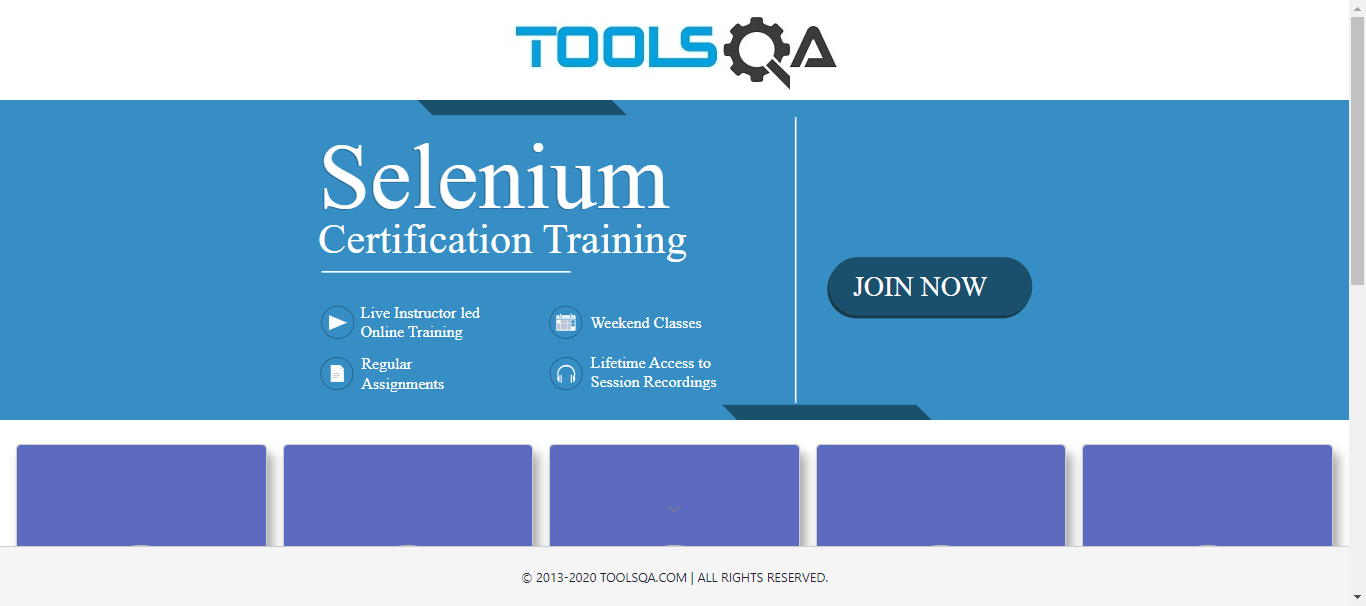 TOOLSQA
Selenium
Certification Training
Live Instructor led
Online Training
Weekend Classes
Regular
Assignments
Lifetime Access to
Session Recordings
JOIN NOW
© 2013-2020 TOOLSQA.COM | ALL RIGHTS RESERVED.